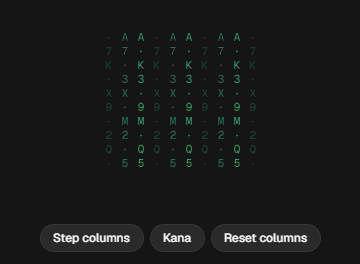 · A A · A A · A A ·
7 7 · 7 7 · 7 7 · 7
K · K K · K K · K K
· 3 3 · 3 3 · 3 3 ·
X X · X X · X X · X
9 · 9 9 · 9 9 · 9 9
· M M · M M · M M ·
2 2 · 2 2 · 2 2 · 2
Q · Q Q · Q Q · Q Q
· 5 5 · 5 5 · 5 5 ·
Step columns Kana Reset columns